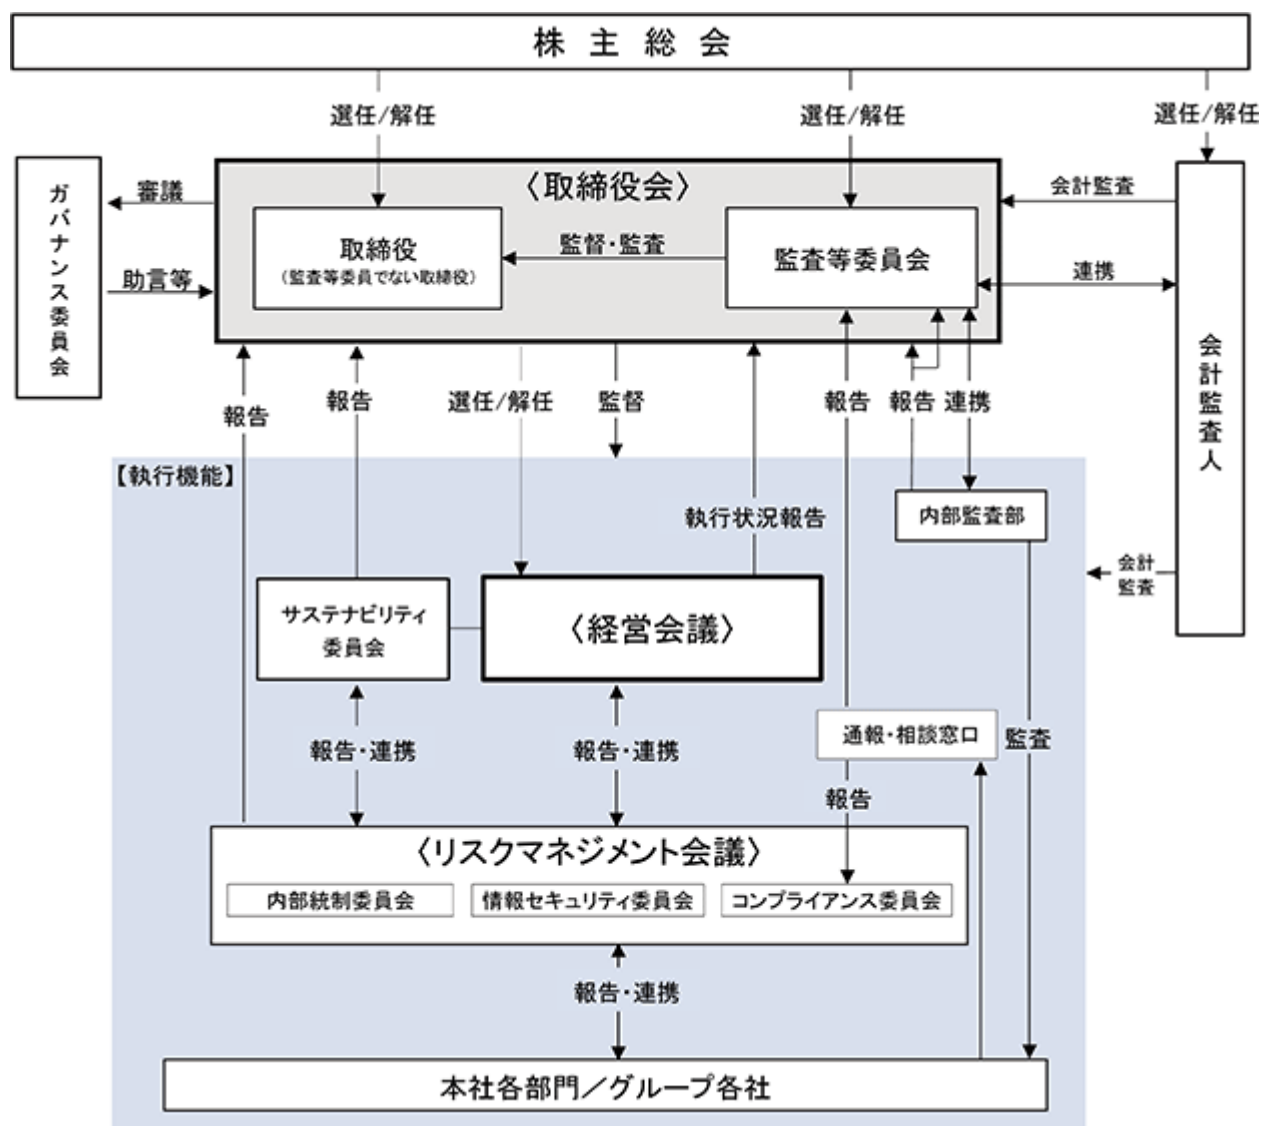 株主総会
選任/解任
選任/解任
選任/解任
ガバナンス委員会
審議
助言等
〈取締役会〉
取締役
(監査等委員でない取締役)
監督・監査
監査等委員会
会計監査
連携
会計監査人
報告
報告
選任/解任
監督
執行状況報告
報告
報告
連携
【執行機能】
内部監査部
会計
監査
サステナビリティ
委員会
〈経営会議〉
報告・連携
報告・連携
通報・相談窓口
監査
報告
〈リスクマネジメント会議〉
内部統制委員会
情報セキュリティ委員会
コンプライアンス委員会
報告・連携
本社各部門／グループ各社